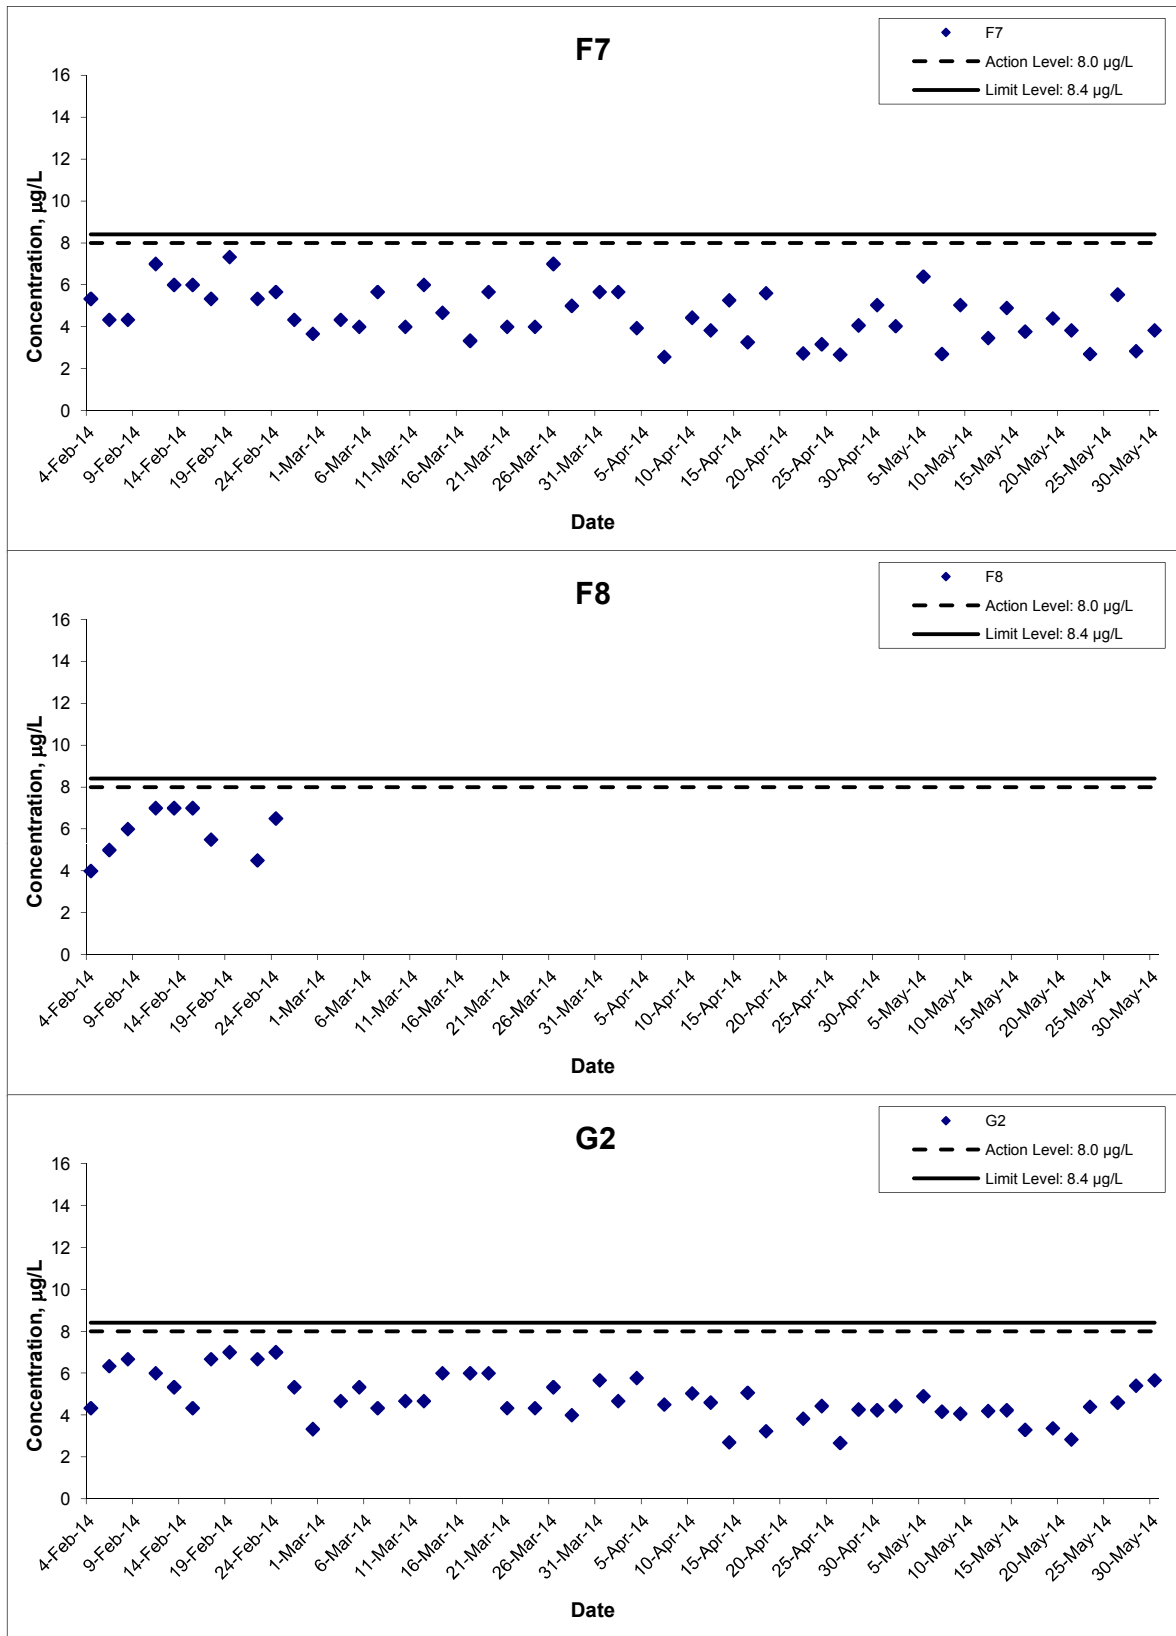 F7
F7
Action Level: 8.0 µg/L
Limit Level: 8.4 µg/L
Concentration, µg/L
16
14
12
10
8
6
4
2
0
4-Feb-14
9-Feb-14
14-Feb-14
19-Feb-14
24-Feb-14
1-Mar-14
6-Mar-14
11-Mar-14
16-Mar-14
21-Mar-14
26-Mar-14
31-Mar-14
5-Apr-14
10-Apr-14
15-Apr-14
20-Apr-14
25-Apr-14
30-Apr-14
5-May-14
10-May-14
15-May-14
20-May-14
25-May-14
30-May-14
Date
F8
F8
Action Level: 8.0 µg/L
Limit Level: 8.4 µg/L
Concentration, µg/L
16
14
12
10
8
6
4
2
0
4-Feb-14
9-Feb-14
14-Feb-14
19-Feb-14
24-Feb-14
1-Mar-14
6-Mar-14
11-Mar-14
16-Mar-14
21-Mar-14
26-Mar-14
31-Mar-14
5-Apr-14
10-Apr-14
15-Apr-14
20-Apr-14
25-Apr-14
30-Apr-14
5-May-14
10-May-14
15-May-14
20-May-14
25-May-14
30-May-14
Date
G2
G2
Action Level: 8.0 µg/L
Limit Level: 8.4 µg/L
Concentration, µg/L
16
14
12
10
8
6
4
2
0
4-Feb-14
9-Feb-14
14-Feb-14
19-Feb-14
24-Feb-14
1-Mar-14
6-Mar-14
11-Mar-14
16-Mar-14
21-Mar-14
26-Mar-14
31-Mar-14
5-Apr-14
10-Apr-14
15-Apr-14
20-Apr-14
25-Apr-14
30-Apr-14
5-May-14
10-May-14
15-May-14
20-May-14
25-May-14
30-May-14
Date